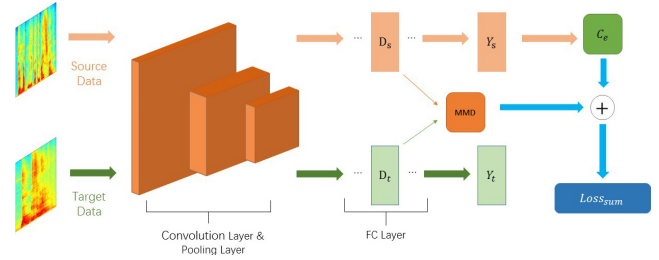 Source
Data
...
D_s
...
Y_s
C_e
MMD
+
Target
Data
...
D_t
...
Y_t
Loss_sum
Convolution Layer &
Pooling Layer
FC Layer